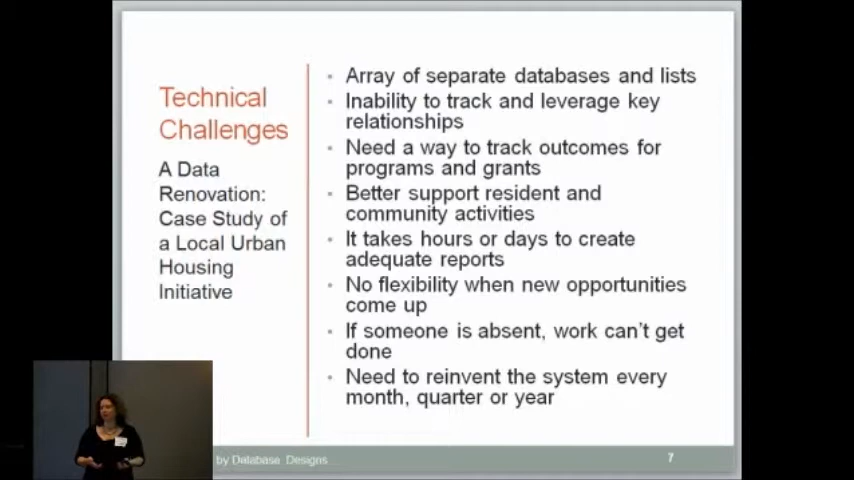 Technical
Challenges
A Data
Renovation:
Case Study of
a Local Urban
Housing
Initiative
Array of separate databases and lists
Inability to track and leverage key
relationships
Need a way to track outcomes for
programs and grants
Better support resident and
community activities
It takes hours or days to create
adequate reports
No flexibility when new opportunities
come up
If someone is absent, work can't get
done
Need to reinvent the system every
month, quarter or year
by Database Designs
7